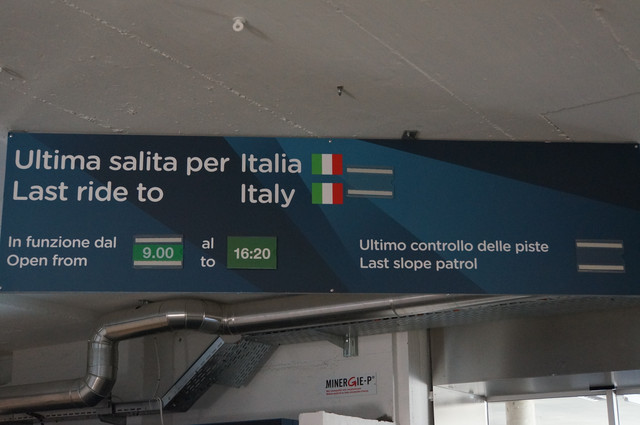 Ultima salita per Italia
Last ride to Italy
In funzione dal 9.00 al 16:20
Open from to
Ultimo controllo delle piste
Last slope patrol
MINERGIE-P®